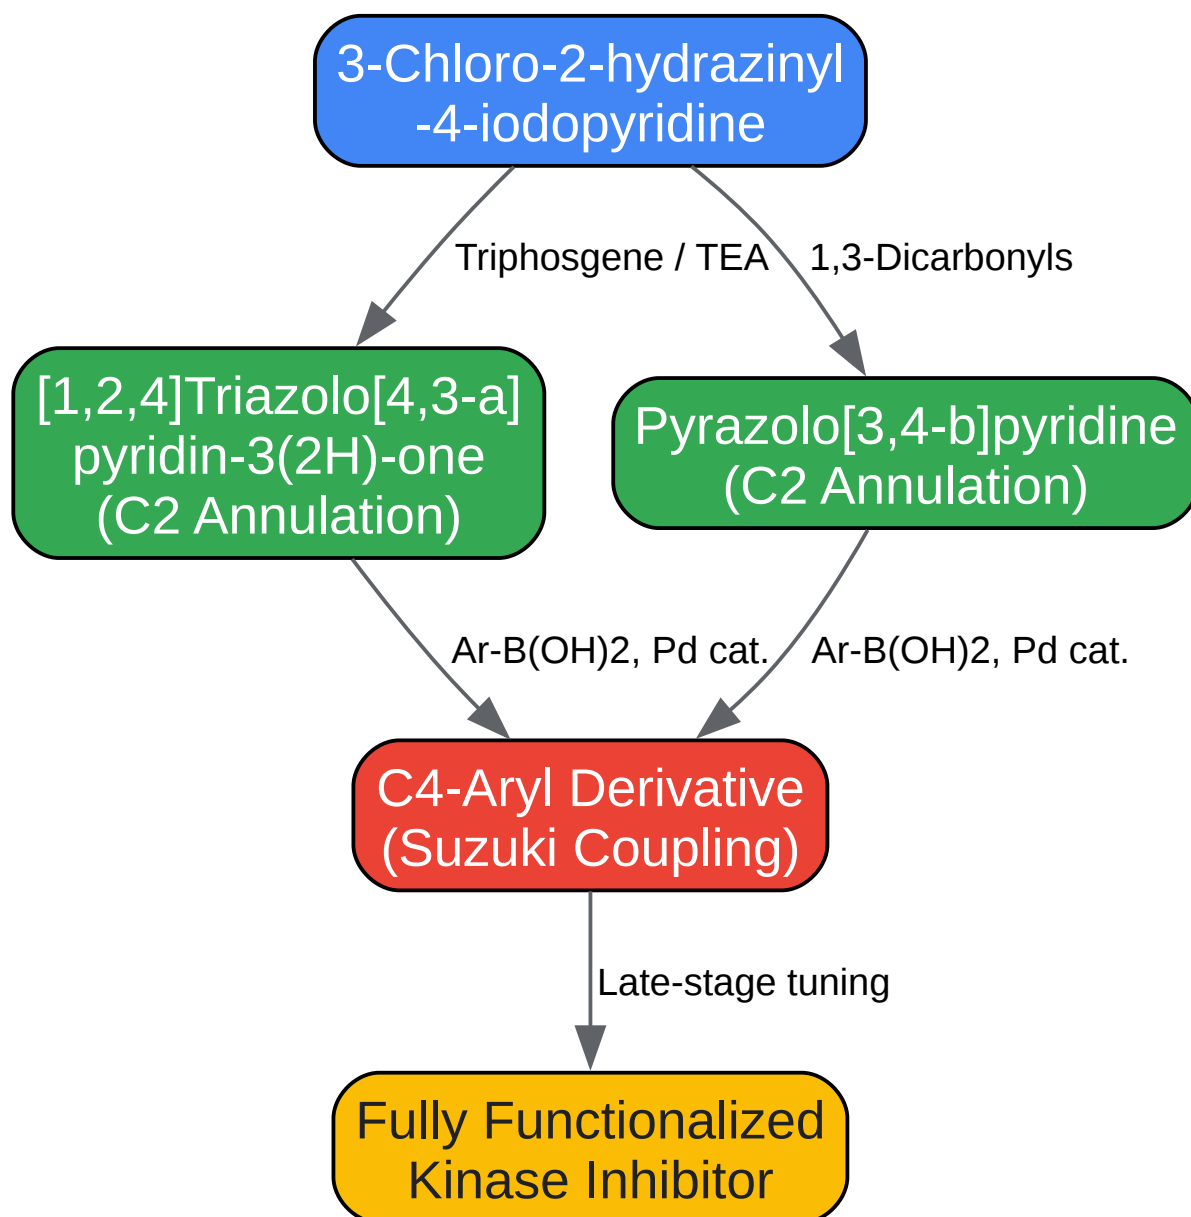 3-Chloro-2-hydrazinyl
-4-iodopyridine
Triphosgene / TEA
1,3-Dicarbonyls
[1,2,4]Triazolo[4,3-a]
pyridin-3(2H)-one
(C2 Annulation)
Pyrazolo[3,4-b]pyridine
(C2 Annulation)
Ar-B(OH)2, Pd cat.
Ar-B(OH)2, Pd cat.
C4-Aryl Derivative
(Suzuki Coupling)
Late-stage tuning
Fully Functionalized
Kinase Inhibitor